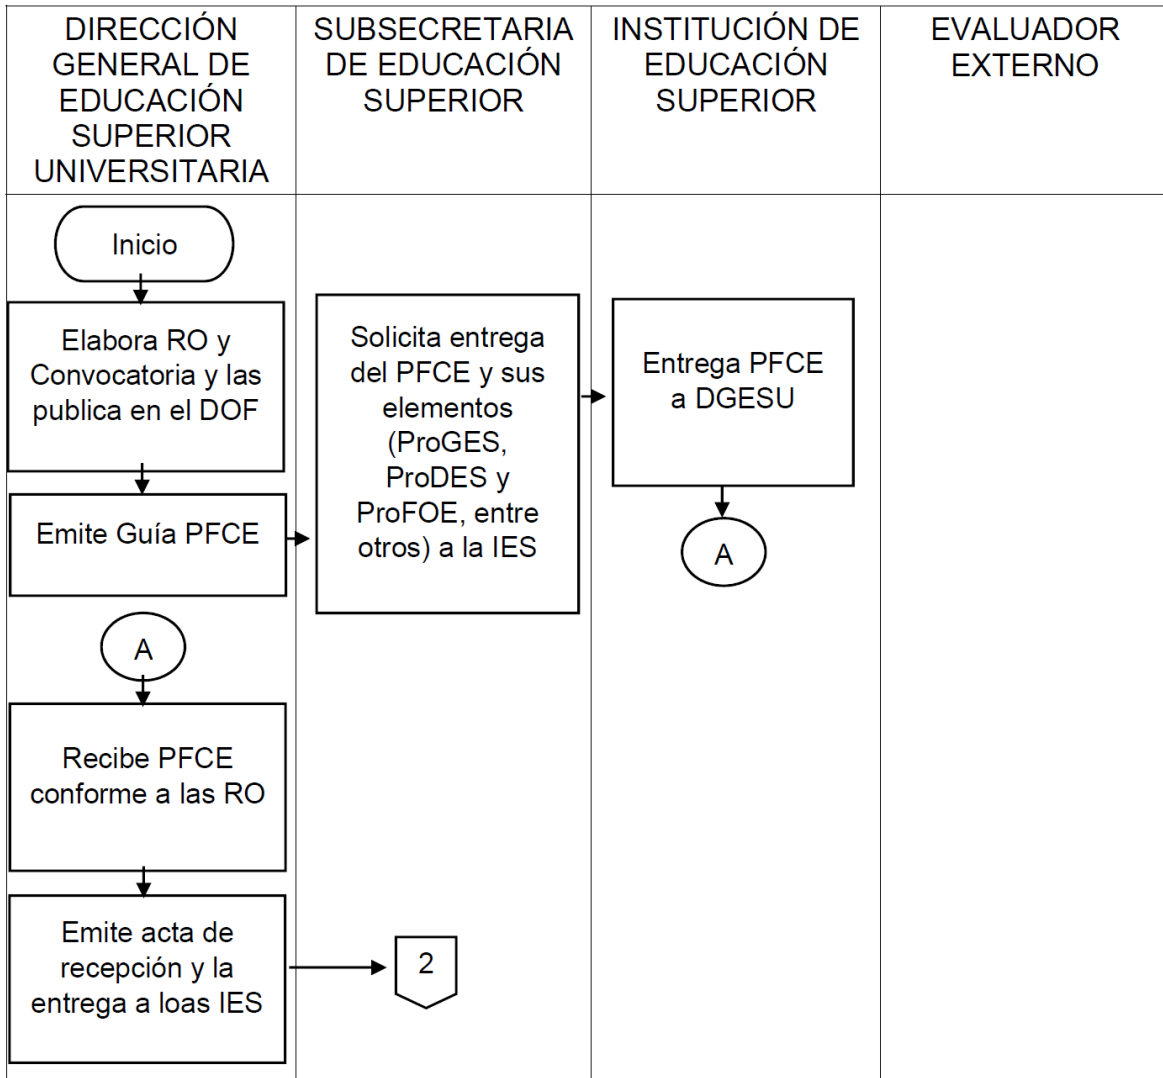 DIRECCIÓN
GENERAL DE
EDUCACIÓN
SUPERIOR
UNIVERSITARIA
SUBSECRETARIA
DE EDUCACIÓN
SUPERIOR
INSTITUCIÓN DE
EDUCACIÓN
SUPERIOR
EVALUADOR
EXTERNO
Inicio
Elabora RO y
Convocatoria y las
publica en el DOF
Emite Guía PFCE
Solicita entrega
del PFCE y sus
elementos
(ProGES,
ProDES y
ProFOE, entre
otros) a la IES
Entrega PFCE
a DGESU
A
A
Recibe PFCE
conforme a las RO
Emite acta de
recepción y la
entrega a loas IES
2